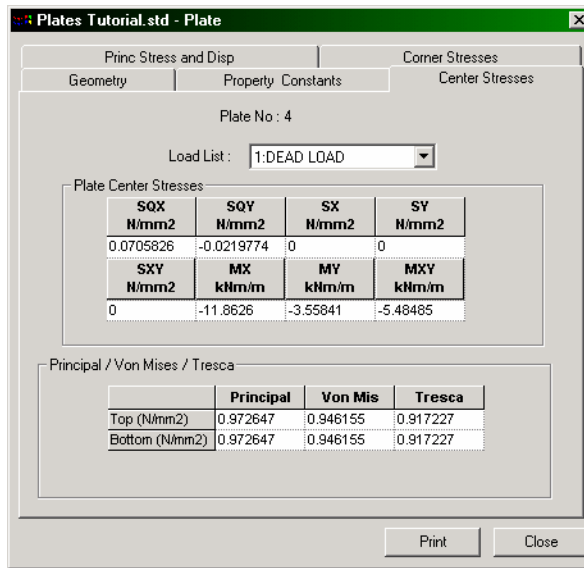 Plates Tutorial.std - Plate
Princ Stress and Disp Corner Stresses
Geometry Property Constants Center Stresses
Plate No : 4
Load List : 1:DEAD LOAD
Plate Center Stresses
SQX SQY SX SY
N/mm2 N/mm2 N/mm2 N/mm2
0.0705826 -0.0219774 0 0
SXY MX MY MXY
N/mm2 kNm/m kNm/m kNm/m
0 -11.8626 -3.55841 -5.48485
Principal / Von Mises / Tresca
Principal Von Mis Tresca
Top (N/mm2) 0.972647 0.946155 0.917227
Bottom (N/mm2) 0.972647 0.946155 0.917227
Print Close